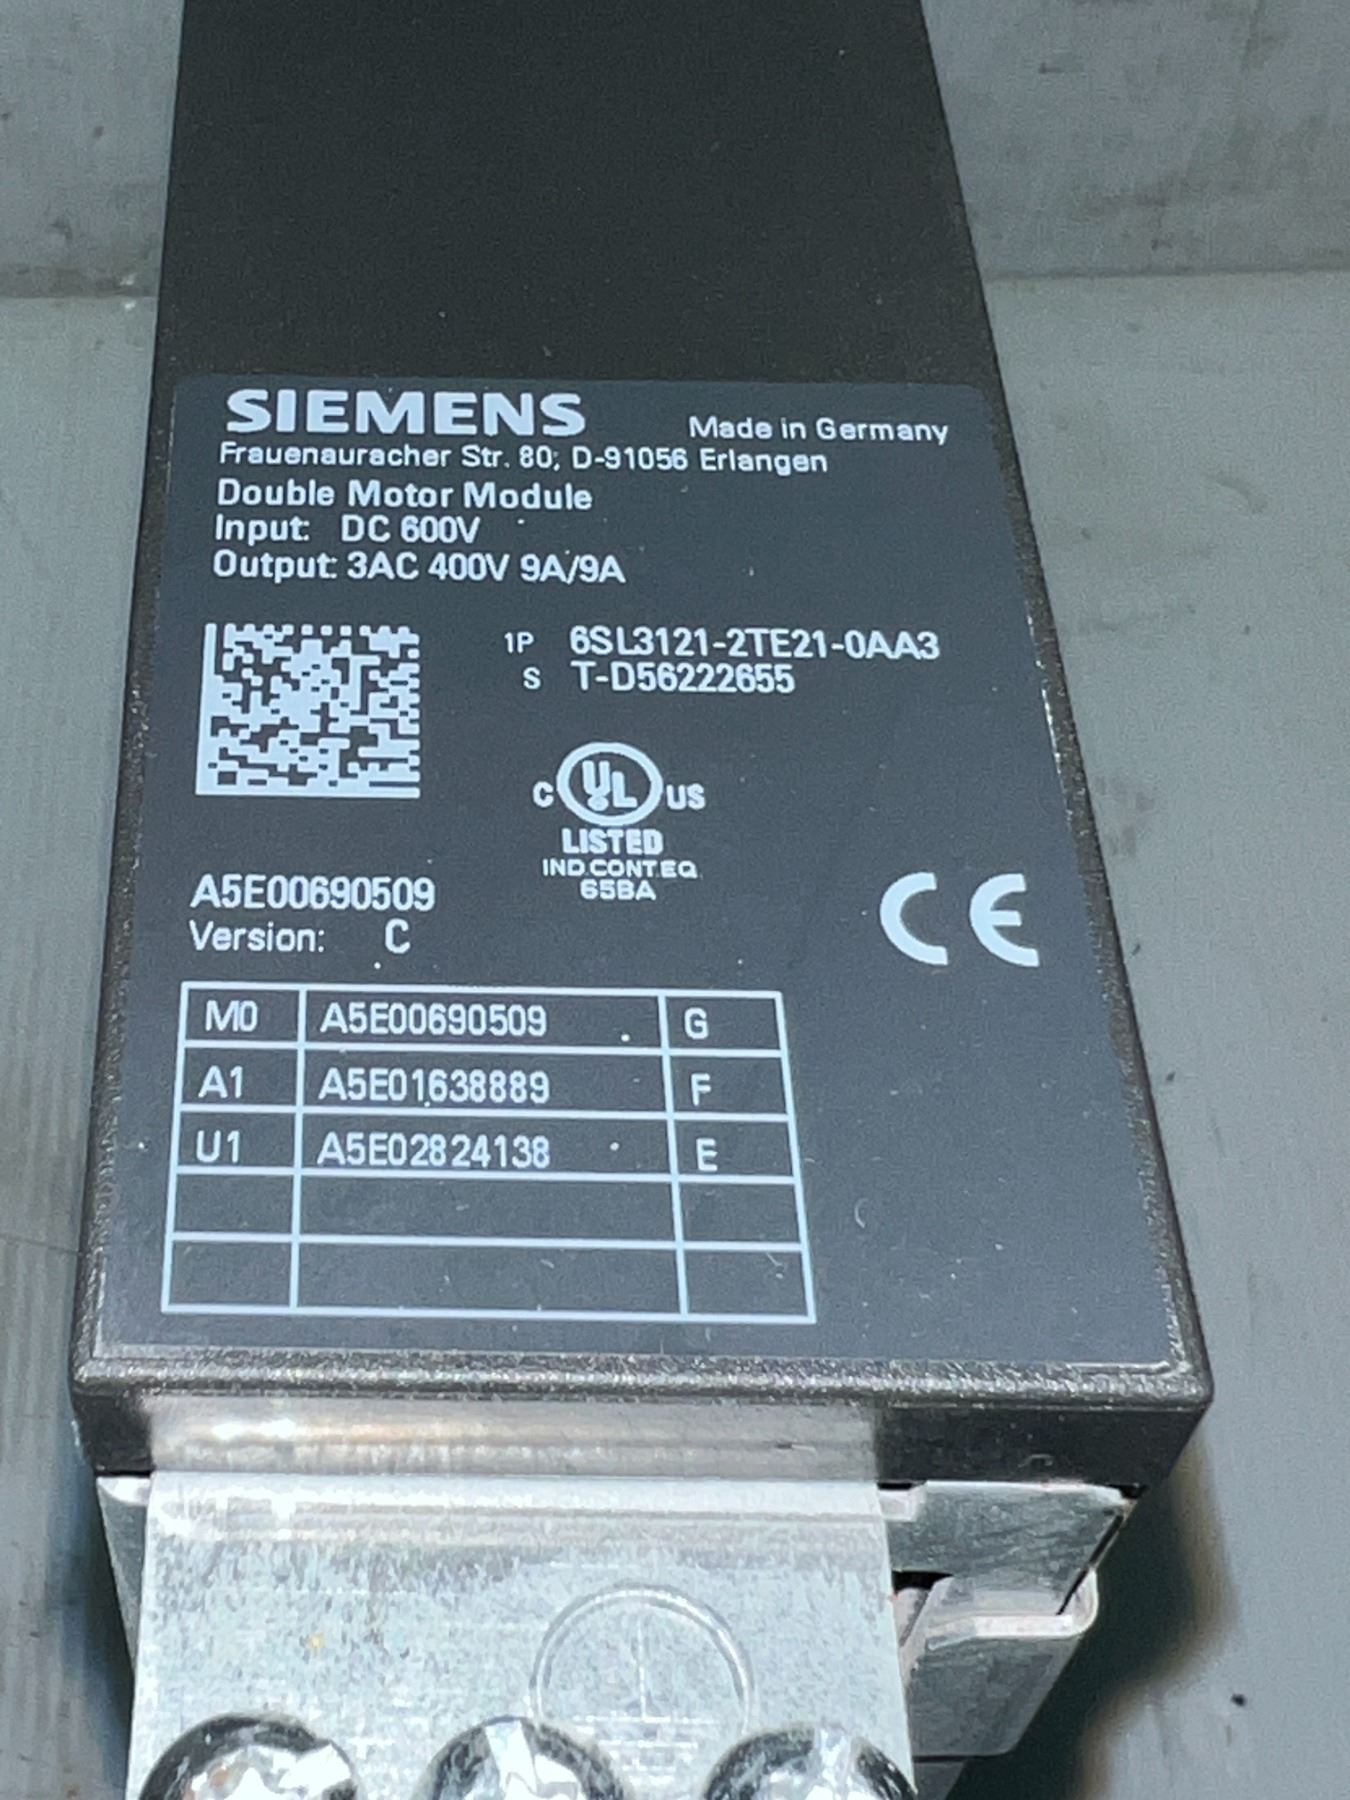 SIEMENS
Made in Germany
Frauenauracher Str. 80; D-91056 Erlangen
Double Motor Module
Input: DC 600V
Output: 3AC 400V 9A/9A
1P 6SL3121-2TE21-0AA3
S T-D56222655
C UL US
LISTED
IND.CONT.EQ.
65BA
A5E00690509
Version: C
CE
M0 A5E00690509 G
A1 A5E01638889 F
U1 A5E02824138 E